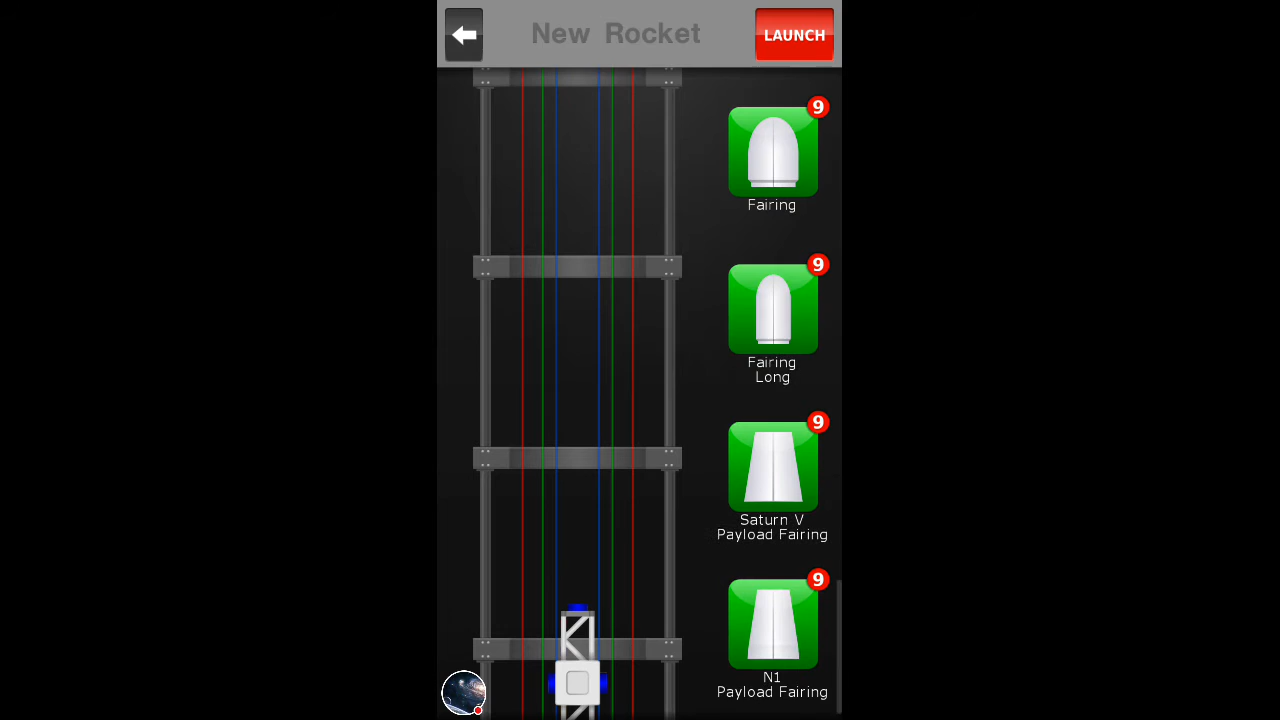 New Rocket
LAUNCH
9
Fairing
9
Fairing
Long
9
Saturn V
Payload Fairing
9
N1
Payload Fairing